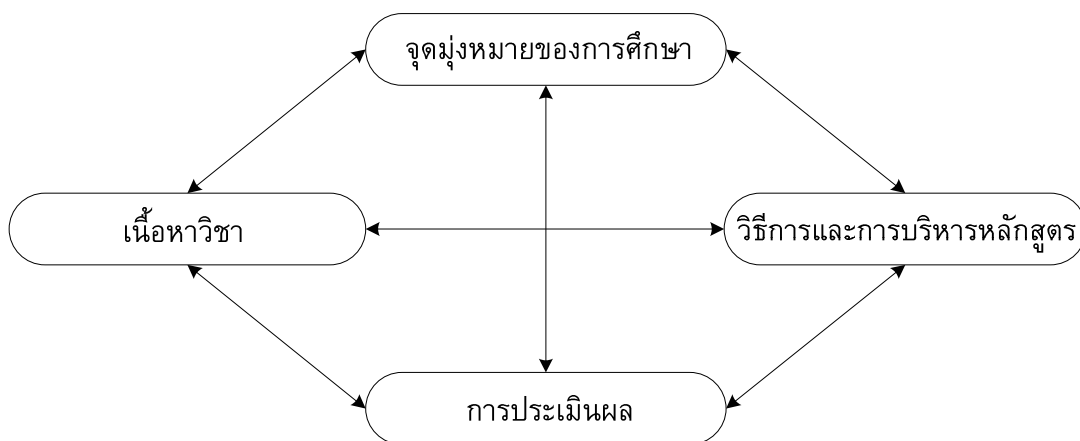 จุดมุ่งหมายของการศึกษา
เนื้อหาวิชา
วิธีการและการบริหารหลักสูตร
การประเมินผล